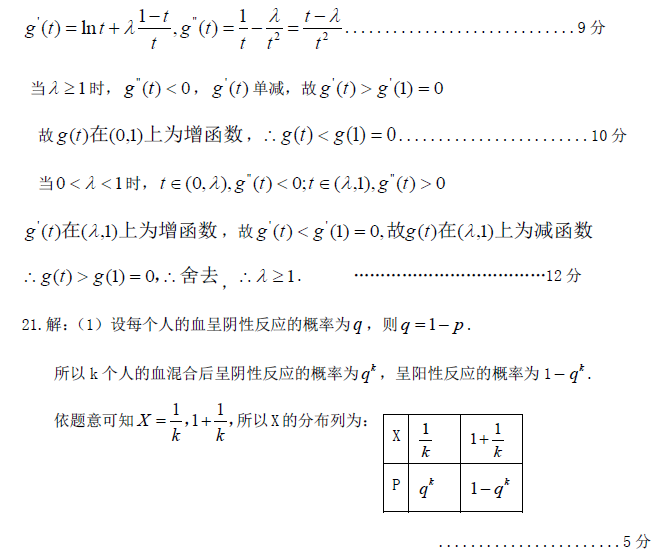 g'(t)=lnt+λ(1-t)/t,g"(t)=1/t-λ/t²=(t-λ)/t²..............................9分
当λ≥1时，g"(t)<0，g'(t)单减，故g'(t)>g'(1)=0
故g(t)在(0,1)上为增函数，∴g(t)<g(1)=0.........................10分
当0<λ<1时，t∈(0,λ),g"(t)<0;t∈(λ,1),g"(t)>0
g'(t)在(λ,1)上为增函数，故g'(t)<g'(1)=0,故g(t)在(λ,1)上为减函数
∴g(t)>g(1)=0,∴舍去，∴λ≥1.　………………………………12分
21.解：（1）设每个人的血呈阴性反应的概率为q，则q=1-p.
所以k个人的血混合后呈阴性反应的概率为q^k，呈阳性反应的概率为1-q^k.
依题意可知X=1/k,1+1/k,所以X的分布列为：
X 1/k 1+1/k
P q^k 1-q^k
.......................5分